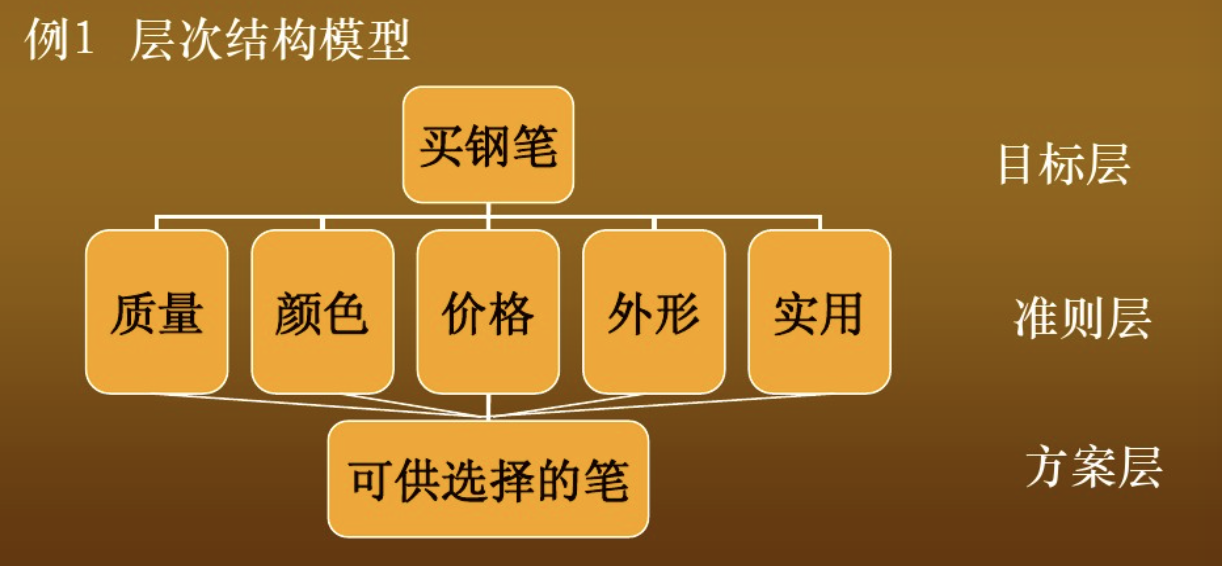 例1 层次结构模型
买钢笔
目标层
质量
颜色
价格
外形
实用
准则层
可供选择的笔
方案层